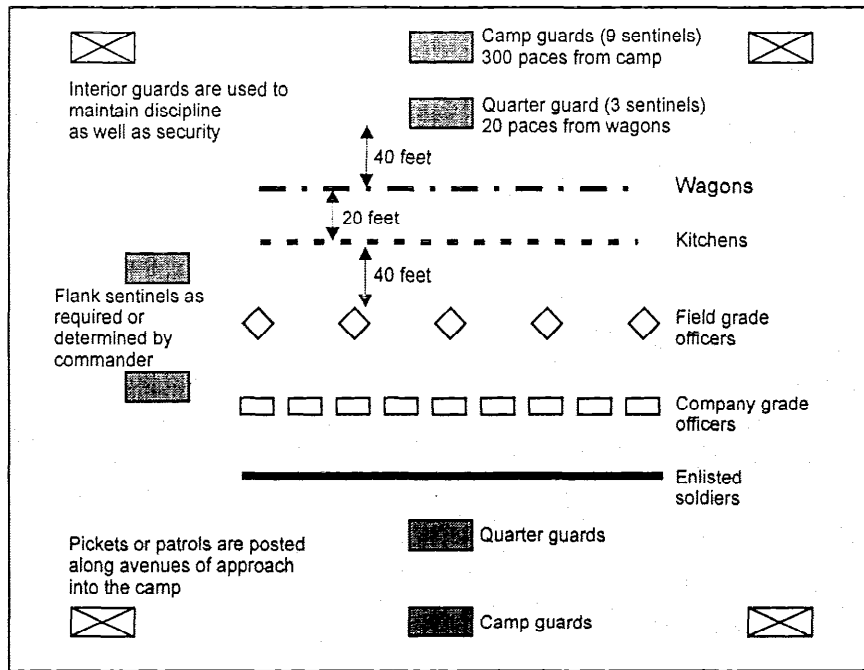 Camp guards (9 sentinels)
300 paces from camp
Interior guards are used to
maintain discipline
as well as security
Quarter guard (3 sentinels)
20 paces from wagons
40 feet
Wagons
20 feet
Kitchens
40 feet
Flank sentinels as
required or
determined by
commander
Field grade
officers
Company grade
officers
Enlisted
soldiers
Pickets or patrols are posted
along avenues of approach
into the camp
Quarter guards
Camp guards